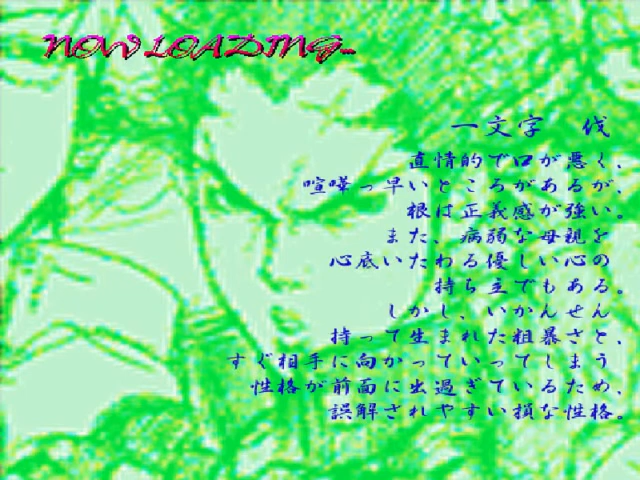 NOW LOADING...
一文字　伐
直情的で口が悪く、
喧嘩っ早いところがあるが、
根は正義感が強い。
また、病弱な母親を
心底いたわる優しい心の
持ち主でもある。
しかし、いかんせん
持って生まれた粗暴さと、
すぐ相手に向かっていってしまう
性格が前面に出過ぎているため、
誤解されやすい損な性格。